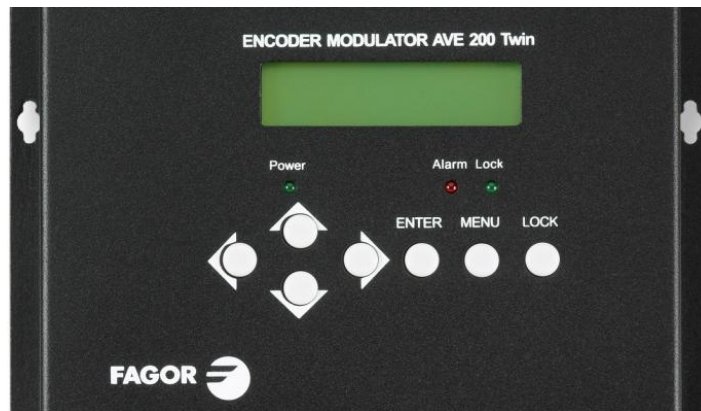 ENCODER MODULATOR AVE 200 Twin
Power
Alarm Lock
ENTER MENU LOCK
FAGOR